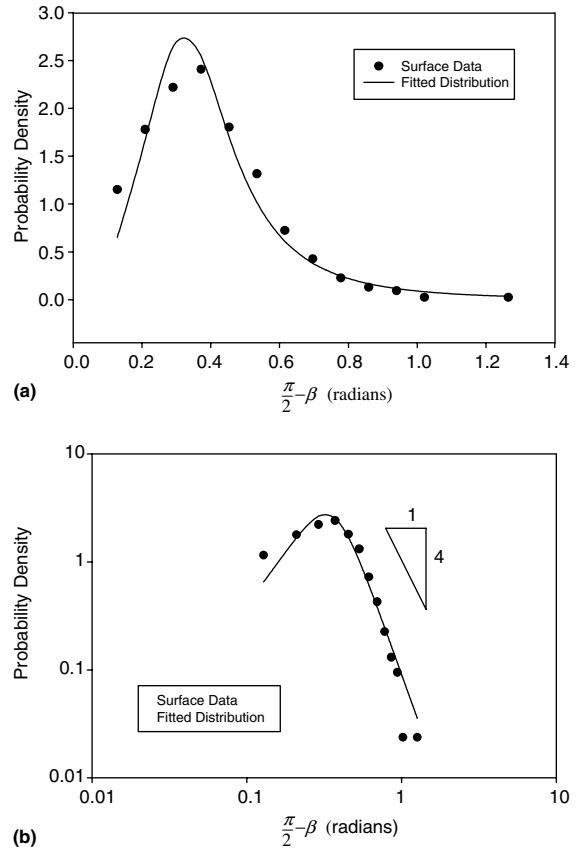 3.0
2.5
2.0
1.5
1.0
0.5
0.0
Probability Density
Surface Data
Fitted Distribution
0.0 0.2 0.4 0.6 0.8 1.0 1.2 1.4
π/2 −β (radians)
(a)
10
1
0.1
0.01
Probability Density
1
4
Surface Data
Fitted Distribution
0.01 0.1 1 10
π/2 −β (radians)
(b)